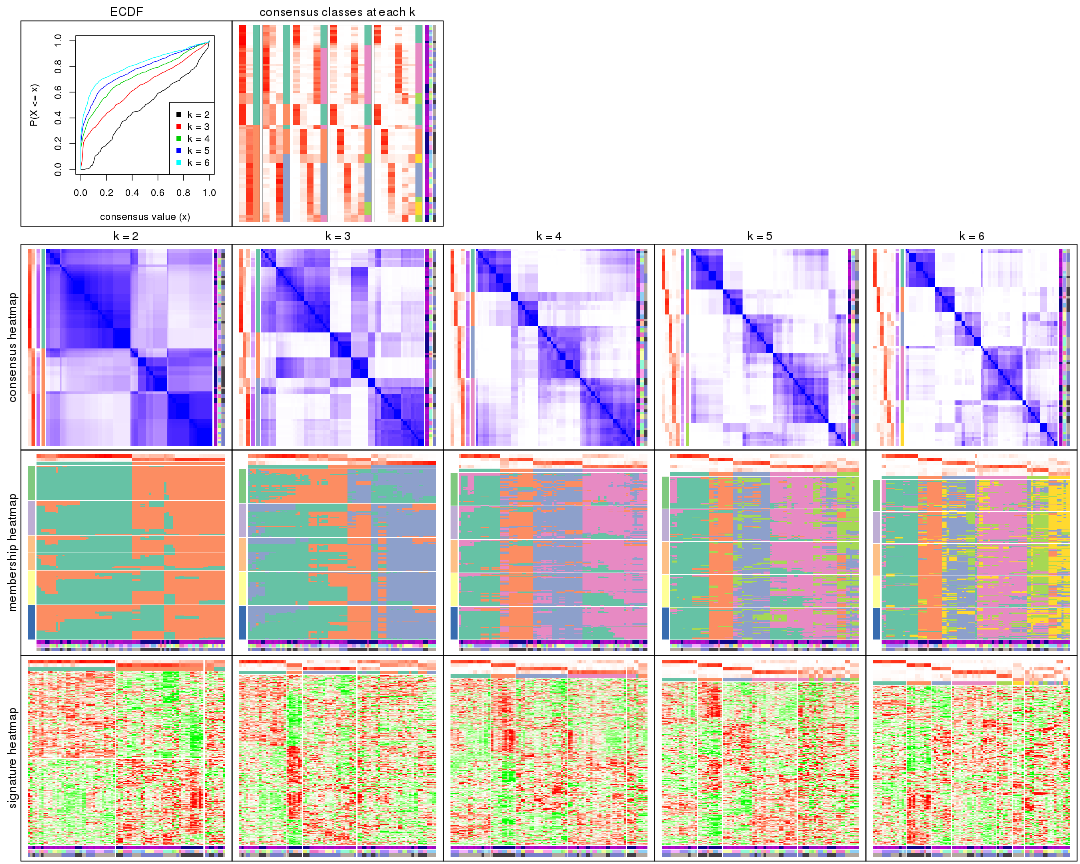 ECDF
consensus classes at each k
P(X <= x)
0.0 0.2 0.4 0.6 0.8 1.0
k = 2
k = 3
k = 4
k = 5
k = 6
0.0 0.2 0.4 0.6 0.8 1.0
consensus value (x)
k = 2 k = 3 k = 4 k = 5 k = 6
consensus heatmap
membership heatmap
signature heatmap